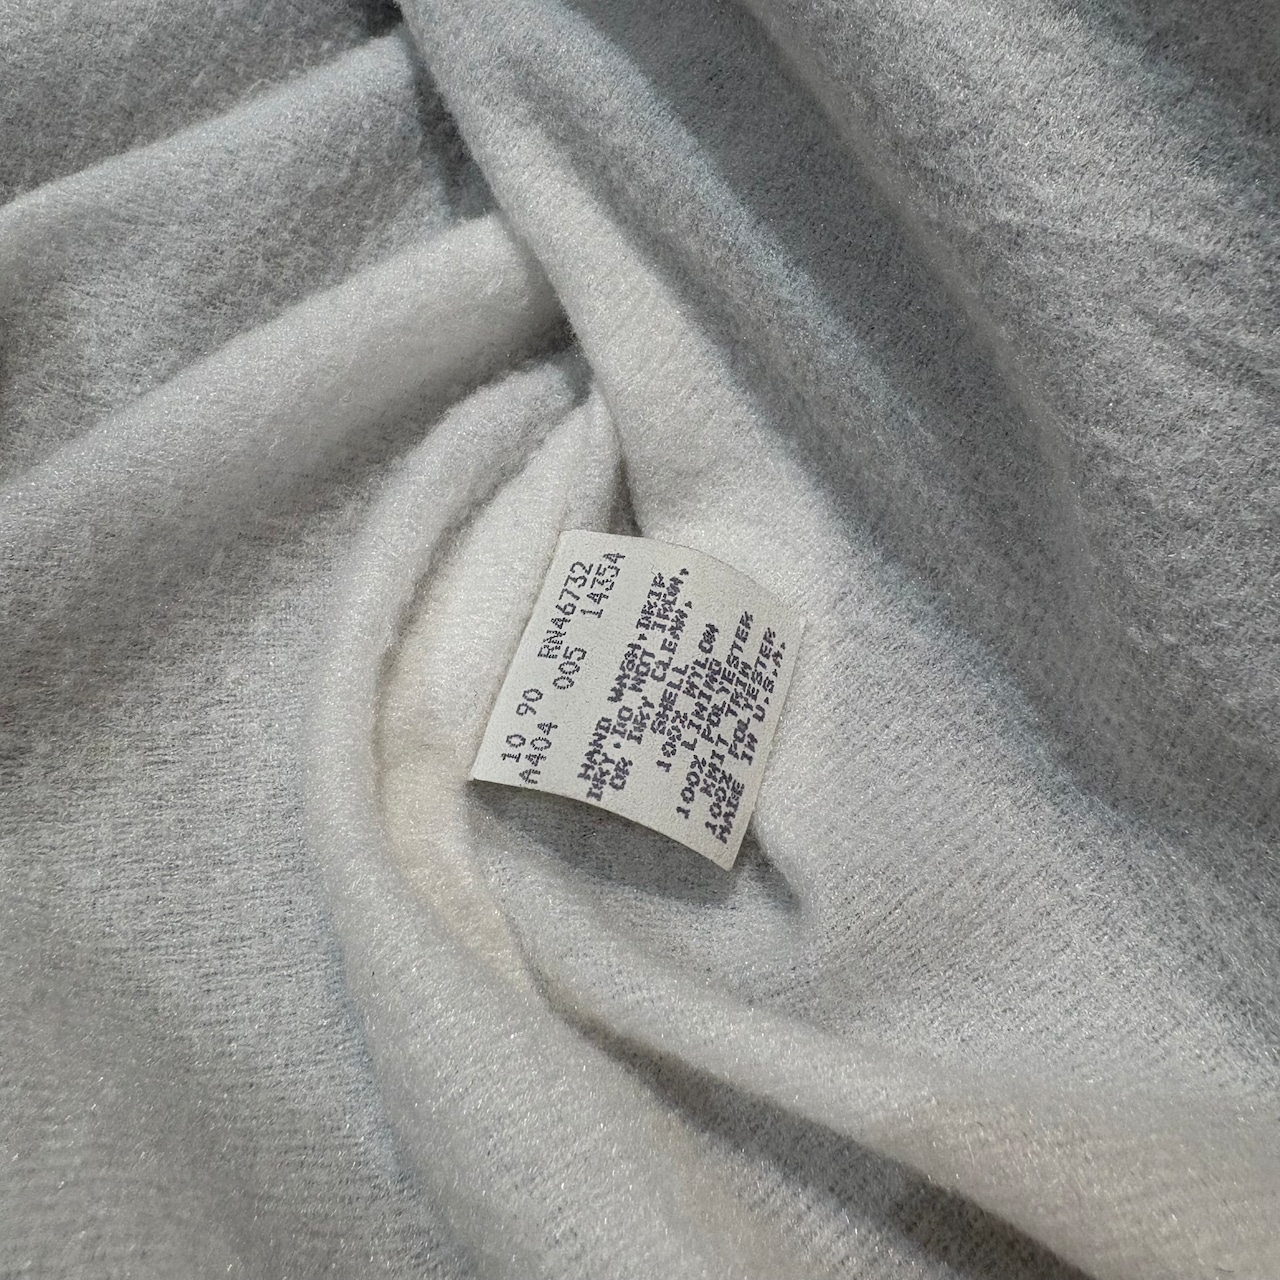 10 90 RN46732
A404 005 14354
HAND WASH, DRIP
DRY. DO NOT IRON,
OR DRY CLEAN.
SHELL
100% NYLON
LINING
100% POLYESTER
KNIT TRIM
100% POLYESTER
MADE IN U.S.A.